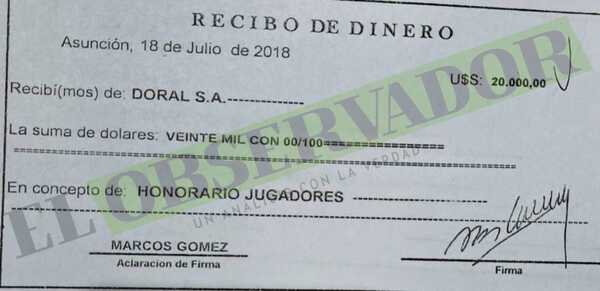 RECIBO DE DINERO
Asunción, 18 de Julio de 2018
U$S: 20.000,00
Recibí(mos) de: DORAL S.A.--------------
La suma de dolares: VEINTE MIL CON 00/100==================
================================================================
En concepto de: HONORARIO JUGADORES -----------------
EL OBSERVADOR
UN ANALISIS CON LA VERDAD
MARCOS GOMEZ
Aclaracion de Firma
Firma